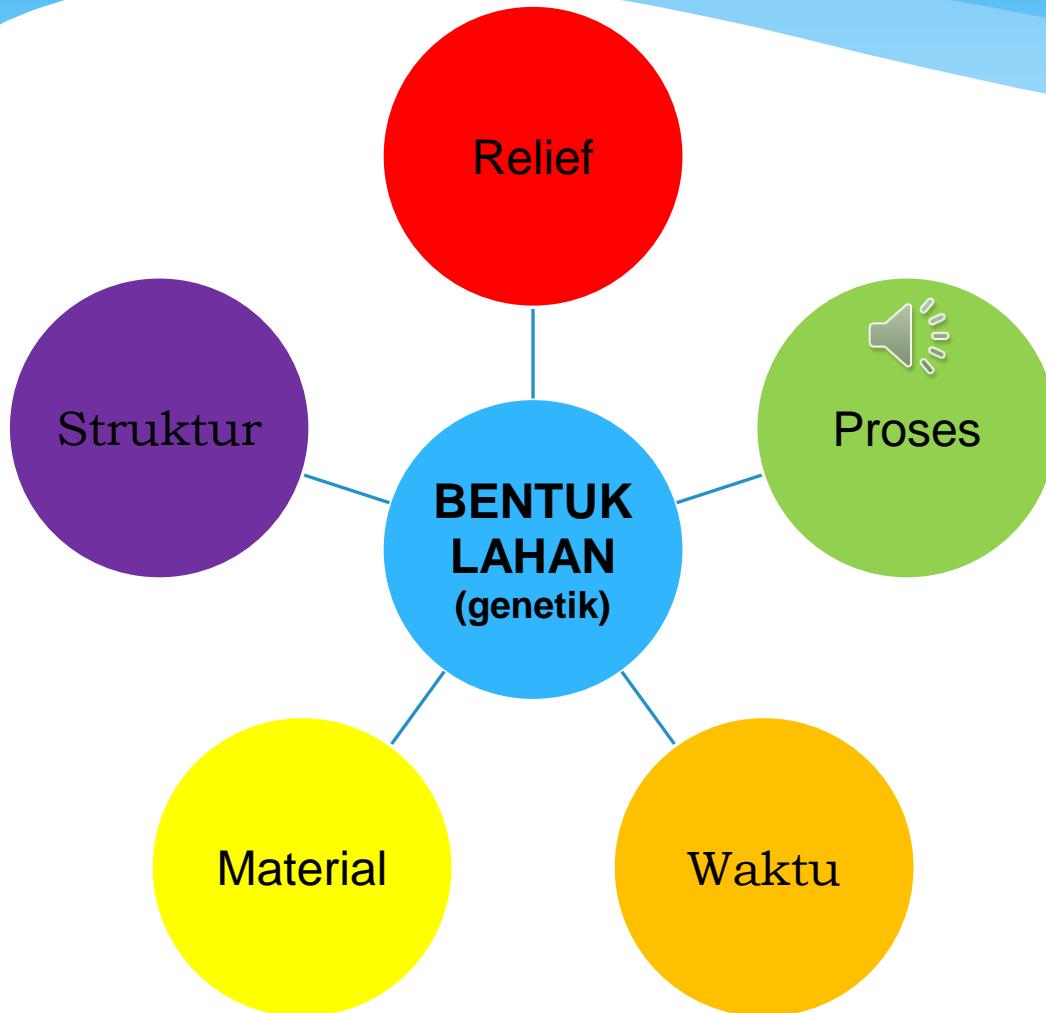 Relief
Struktur
Proses
BENTUK
LAHAN
(genetik)
Material
Waktu